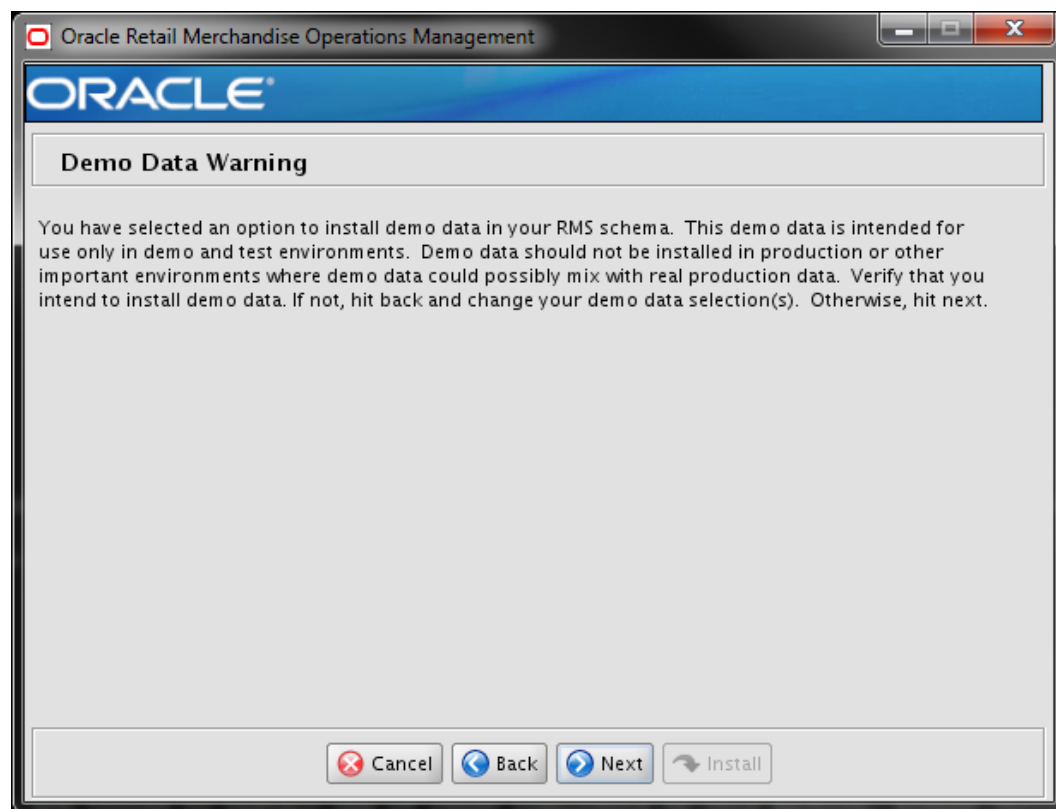 Oracle Retail Merchandise Operations Management
ORACLE®
Demo Data Warning
You have selected an option to install demo data in your RMS schema. This demo data is intended for
use only in demo and test environments. Demo data should not be installed in production or other
important environments where demo data could possibly mix with real production data. Verify that you
intend to install demo data. If not, hit back and change your demo data selection(s). Otherwise, hit next.
Cancel Back Next Install